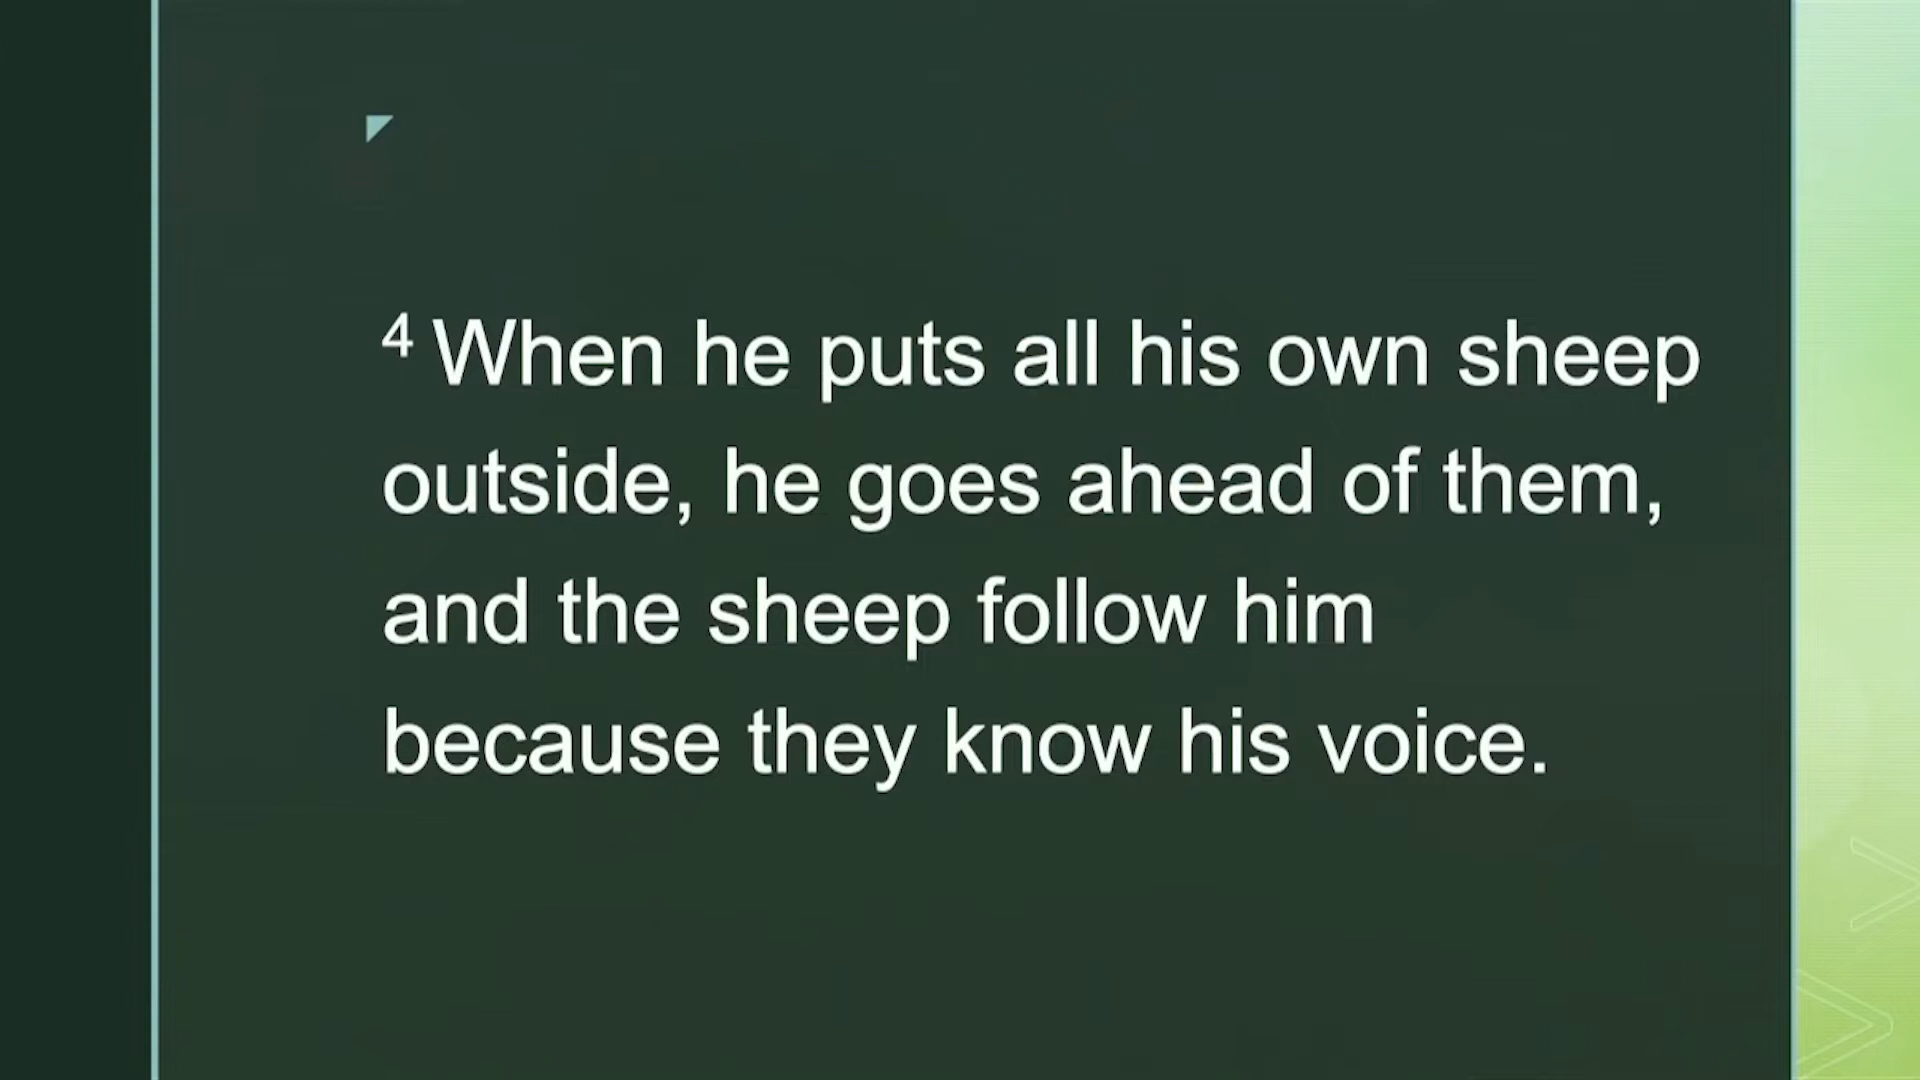 4 When he puts all his own sheep
outside, he goes ahead of them,
and the sheep follow him
because they know his voice.